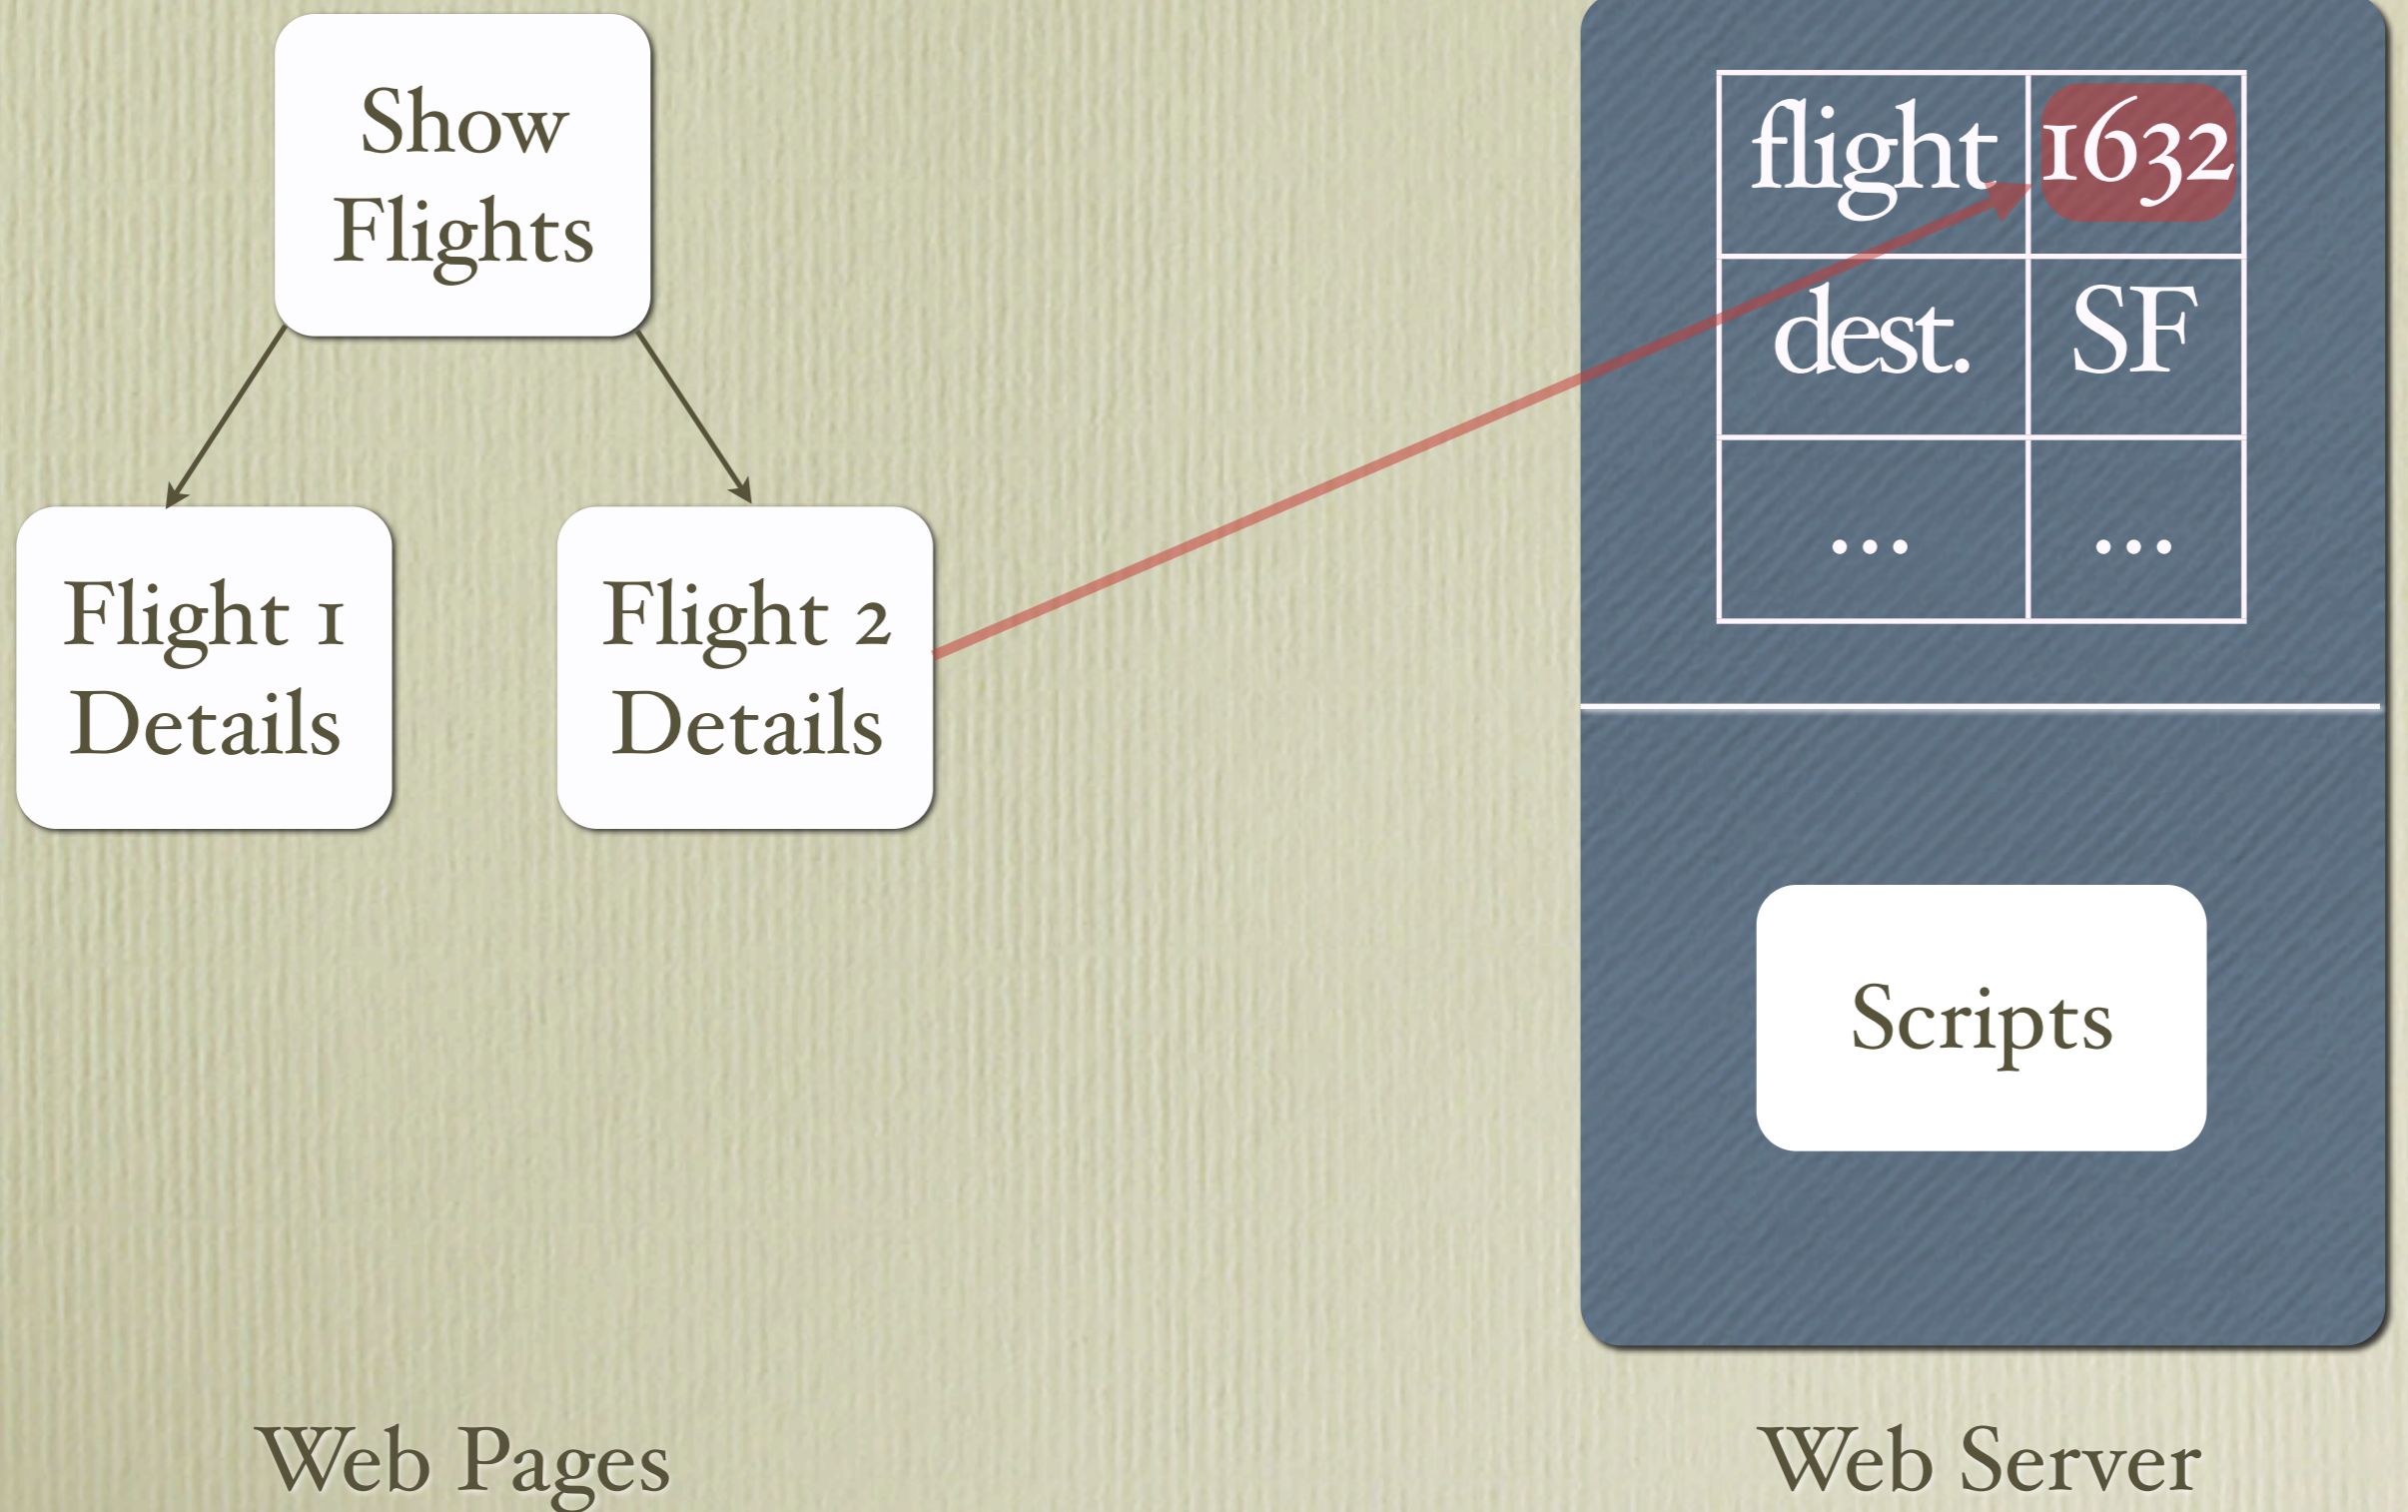 Show
Flights
Flight 1
Details
Flight 2
Details
Web Pages
flight 1632
dest. SF
... ...
Scripts
Web Server